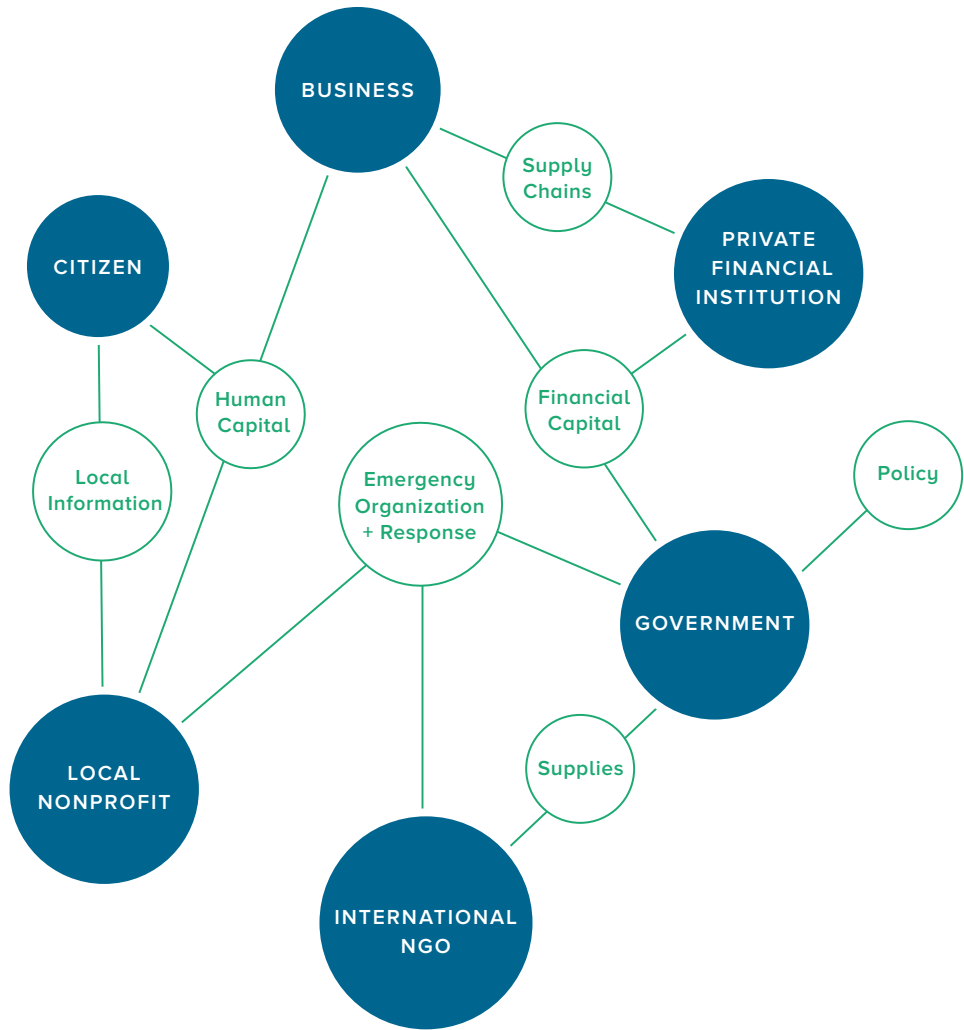 BUSINESS
Supply
Chains
PRIVATE
FINANCIAL
INSTITUTION
CITIZEN
Human
Capital
Financial
Capital
Local
Information
Emergency
Organization
+ Response
Policy
GOVERNMENT
LOCAL
NONPROFIT
Supplies
INTERNATIONAL
NGO